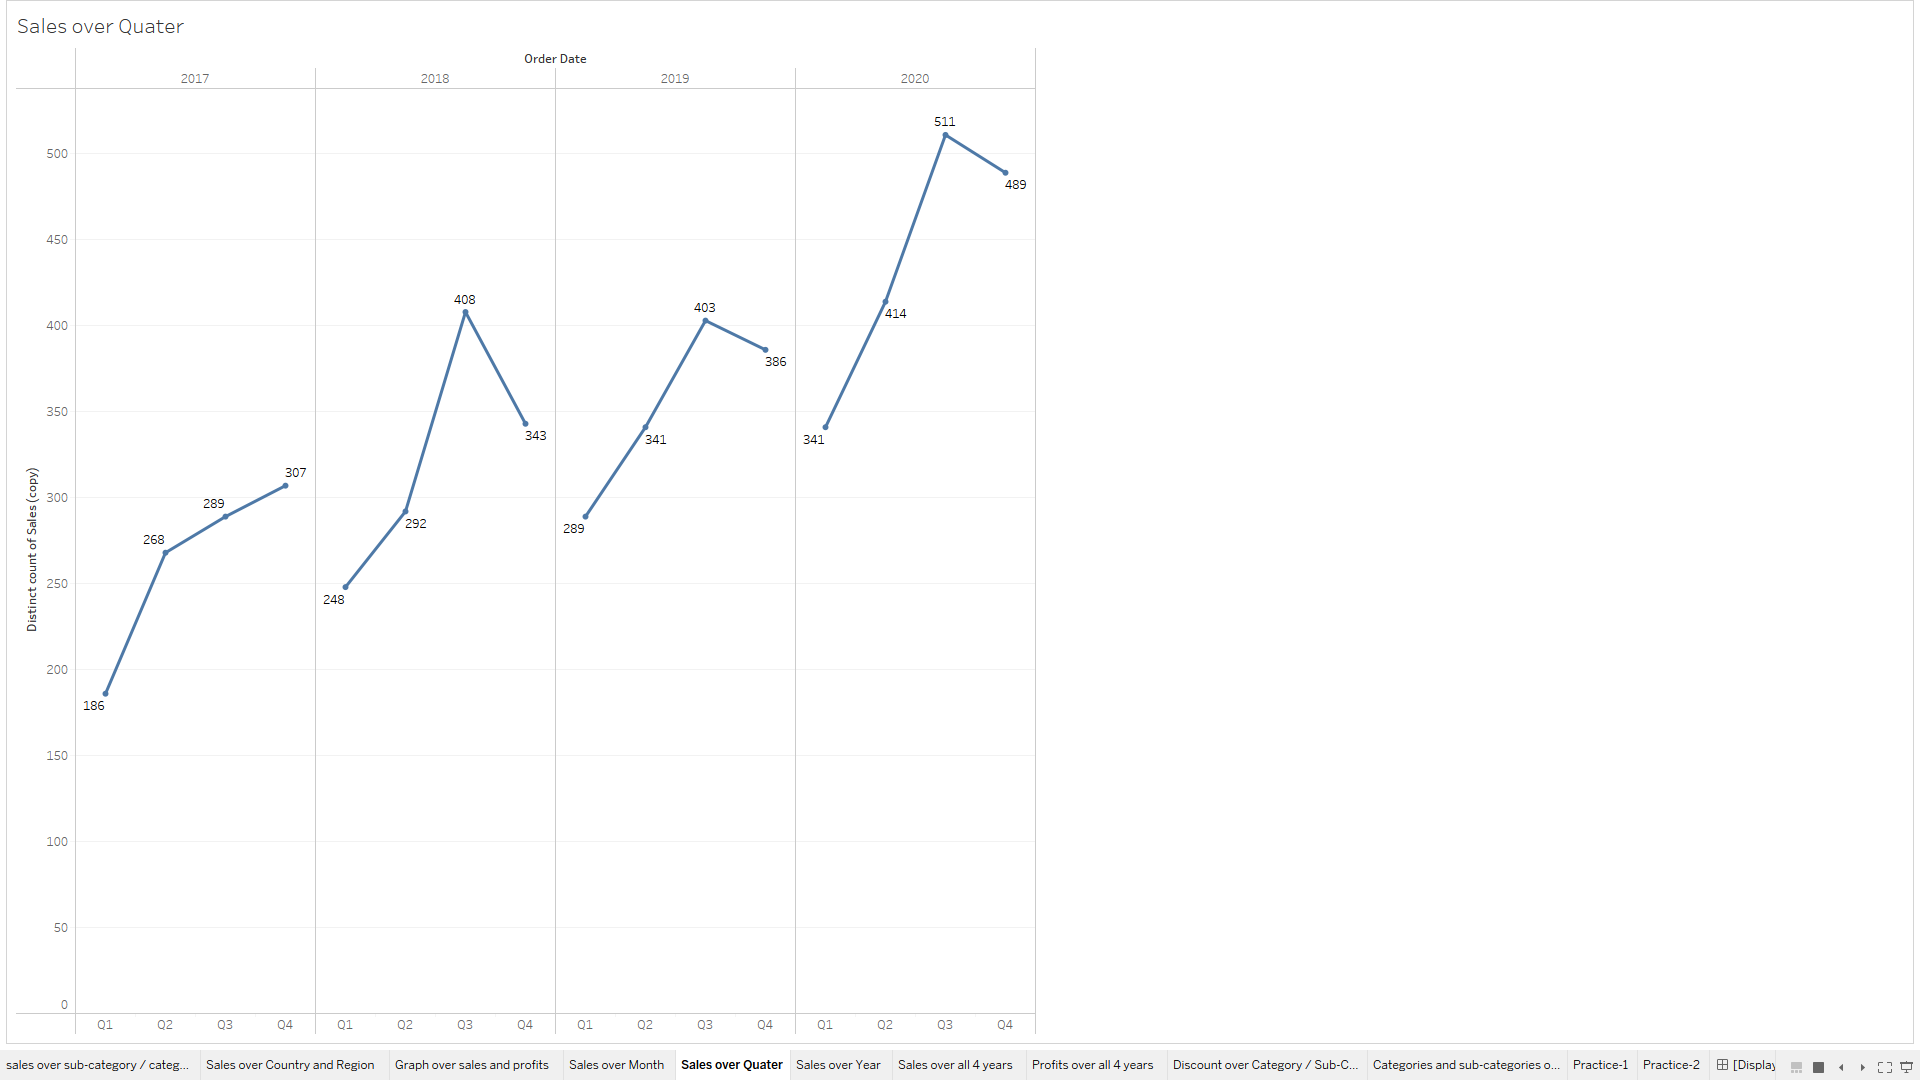 Sales over Quater
Order Date
2017 2018 2019 2020
Distinct count of Sales (copy)
500
450
400
350
300
250
200
150
100
50
0
186 268 289 307
248 292 408 343
289 341 403 386
341 414 511 489
Q1 Q2 Q3 Q4 Q1 Q2 Q3 Q4 Q1 Q2 Q3 Q4 Q1 Q2 Q3 Q4
sales over sub-category / categ... Sales over Country and Region Graph over sales and profits Sales over Month Sales over Quater Sales over Year Sales over all 4 years Profits over all 4 years Discount over Category / Sub-C... Categories and sub-categories o... Practice-1 Practice-2 [Display